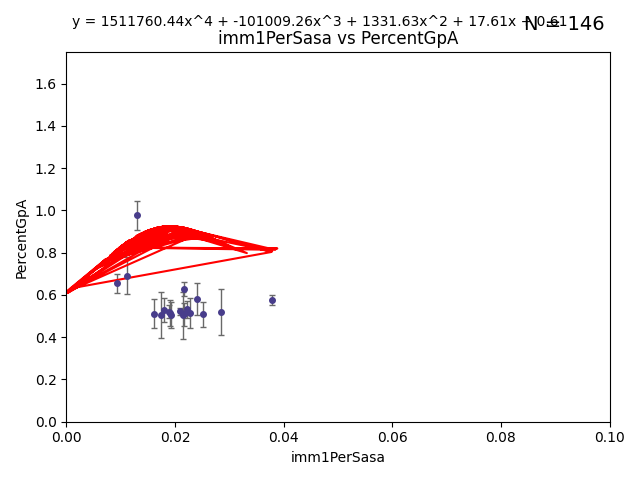 y = 1511760.44x^4 + -101009.26x^3 + 1331.63x^2 + 17.61x + 0.61
N = 146
imm1PerSasa vs PercentGpA
1.6
1.4
1.2
1.0
0.8
0.6
0.4
0.2
0.0
PercentGpA
0.00 0.02 0.04 0.06 0.08 0.10
imm1PerSasa